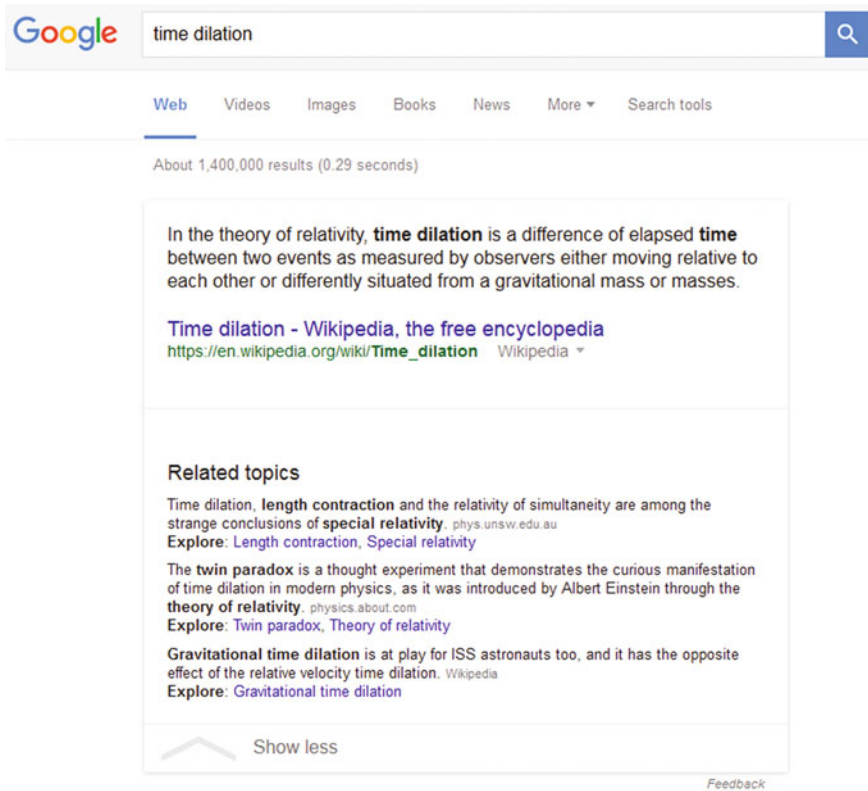 Google time dilation
Web Videos Images Books News More Search tools
About 1,400,000 results (0.29 seconds)
In the theory of relativity, time dilation is a difference of elapsed time
between two events as measured by observers either moving relative to
each other or differently situated from a gravitational mass or masses.
Time dilation - Wikipedia, the free encyclopedia
https://en.wikipedia.org/wiki/Time_dilation Wikipedia
Related topics
Time dilation, length contraction and the relativity of simultaneity are among the
strange conclusions of special relativity. phys.unsw.edu.au
Explore: Length contraction, Special relativity
The twin paradox is a thought experiment that demonstrates the curious manifestation
of time dilation in modern physics, as it was introduced by Albert Einstein through the
theory of relativity. physics.about.com
Explore: Twin paradox, Theory of relativity
Gravitational time dilation is at play for ISS astronauts too, and it has the opposite
effect of the relative velocity time dilation. Wikipedia
Explore: Gravitational time dilation
Show less
Feedback